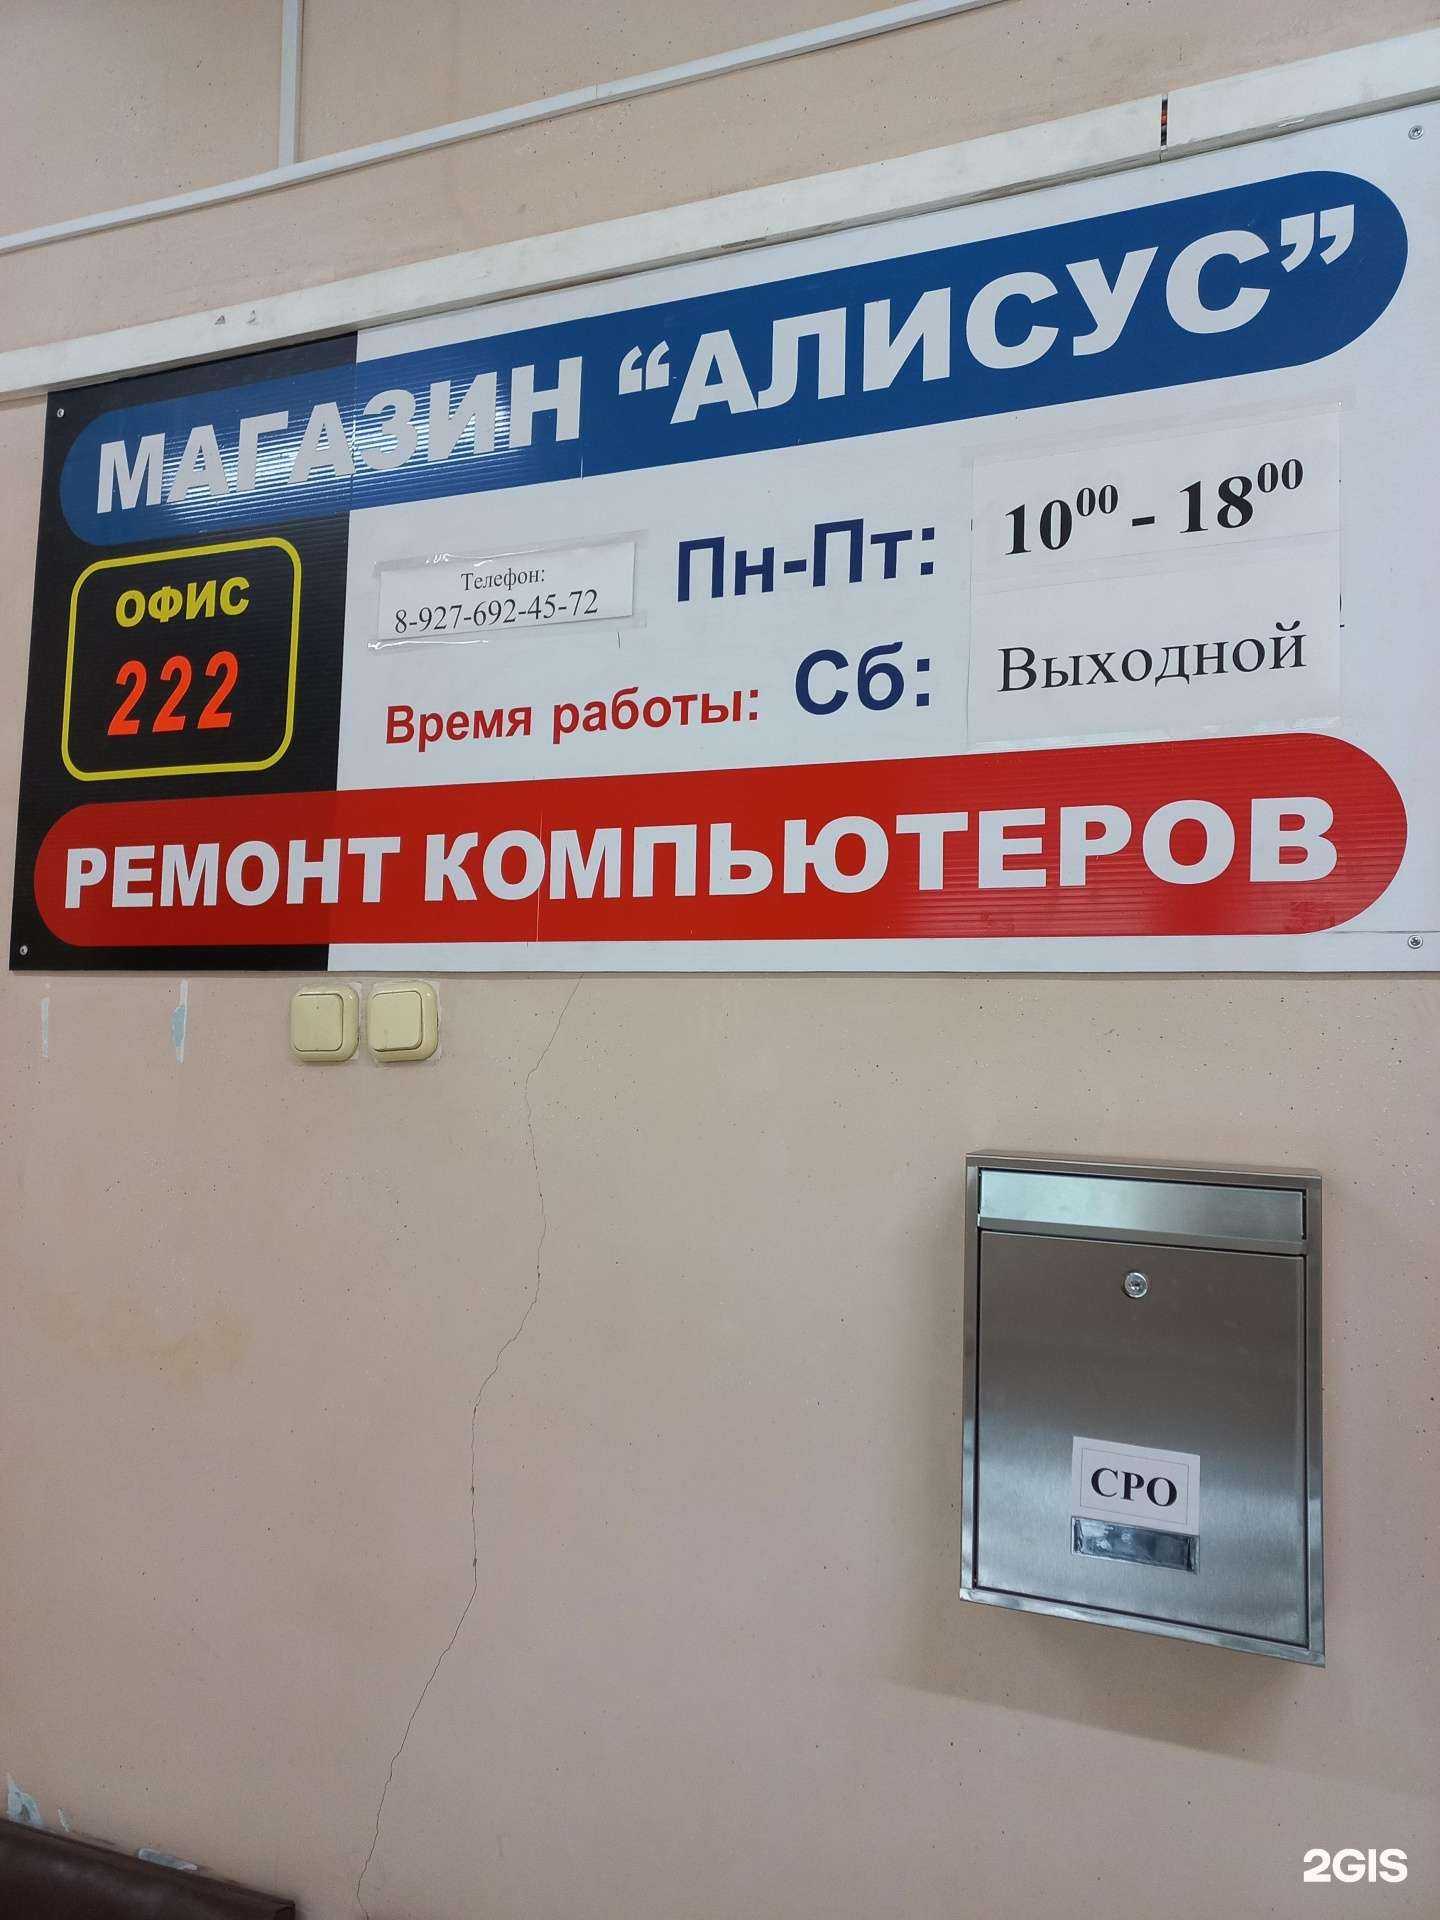 МАГАЗИН “АЛИСУС”
ОФИС
222
Телефон:
8-927-692-45-72
Пн-Пт: 10⁰⁰ - 18⁰⁰
Время работы: Сб: Выходной
РЕМОНТ КОМПЬЮТЕРОВ
СРО
2GIS